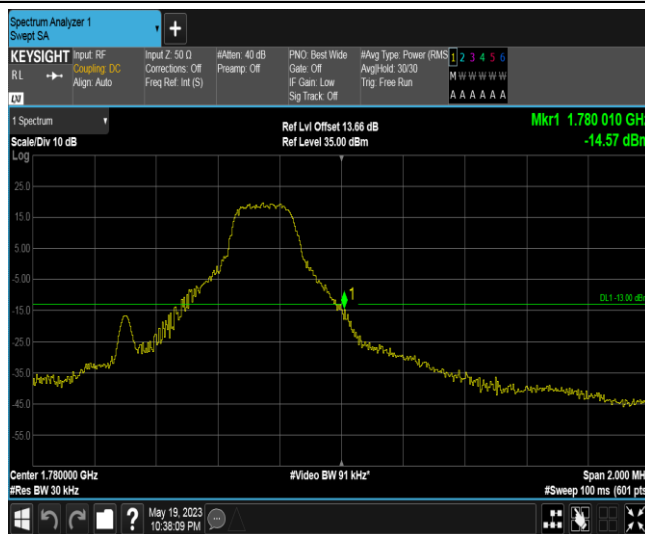 Spectrum Analyzer 1
Swept SA
+
KEYSIGHT Input: RF Input Z: 50 Ω #Atten: 40 dB PNO: Best Wide #Avg Type: Power (RMS 1 2 3 4 5 6
RL Coupling: DC Corrections: Off Preamp: Off Gate: Off Avg|Hold: 30/30 M W W W W W
Align: Auto Freq Ref: Int (S) IF Gain: Low Trig: Free Run
Sig Track: Off A A A A A A
LXI
1 Spectrum Ref Lvl Offset 13.66 dB Mkr1 1.780 010 GHz
Scale/Div 10 dB Ref Level 35.00 dBm -14.57 dBm
Log
25.0
15.0
5.00
-5.00
1
DL1 -13.00 dBm
-15.0
-25.0
-35.0
-45.0
-55.0
Center 1.780000 GHz #Video BW 91 kHz* Span 2.000 MH
#Res BW 30 kHz #Sweep 100 ms (601 pts
? May 19, 2023
10:38:09 PM